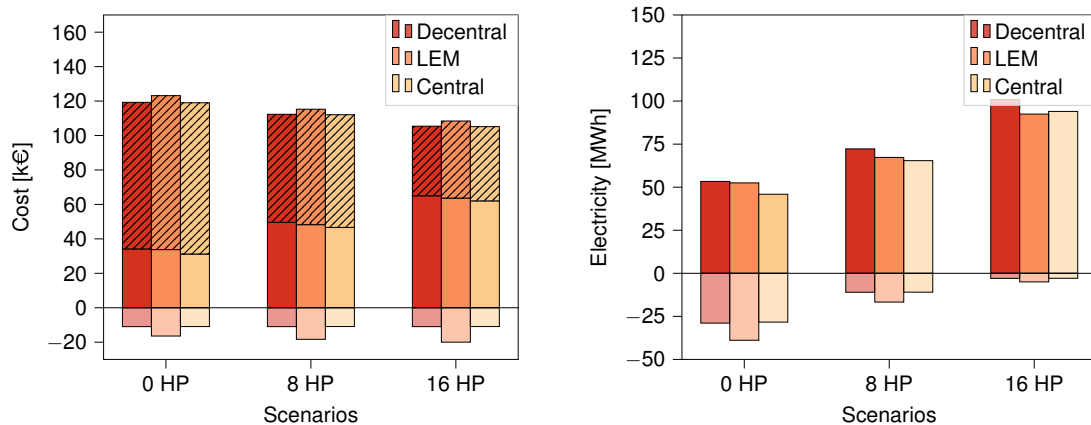 160
140
120
100
80
60
40
20
0
−20
Cost [k€]
Decentral
LEM
Central
0 HP
8 HP
16 HP
Scenarios
150
125
100
75
50
25
0
−25
−50
Electricity [MWh]
Decentral
LEM
Central
0 HP
8 HP
16 HP
Scenarios